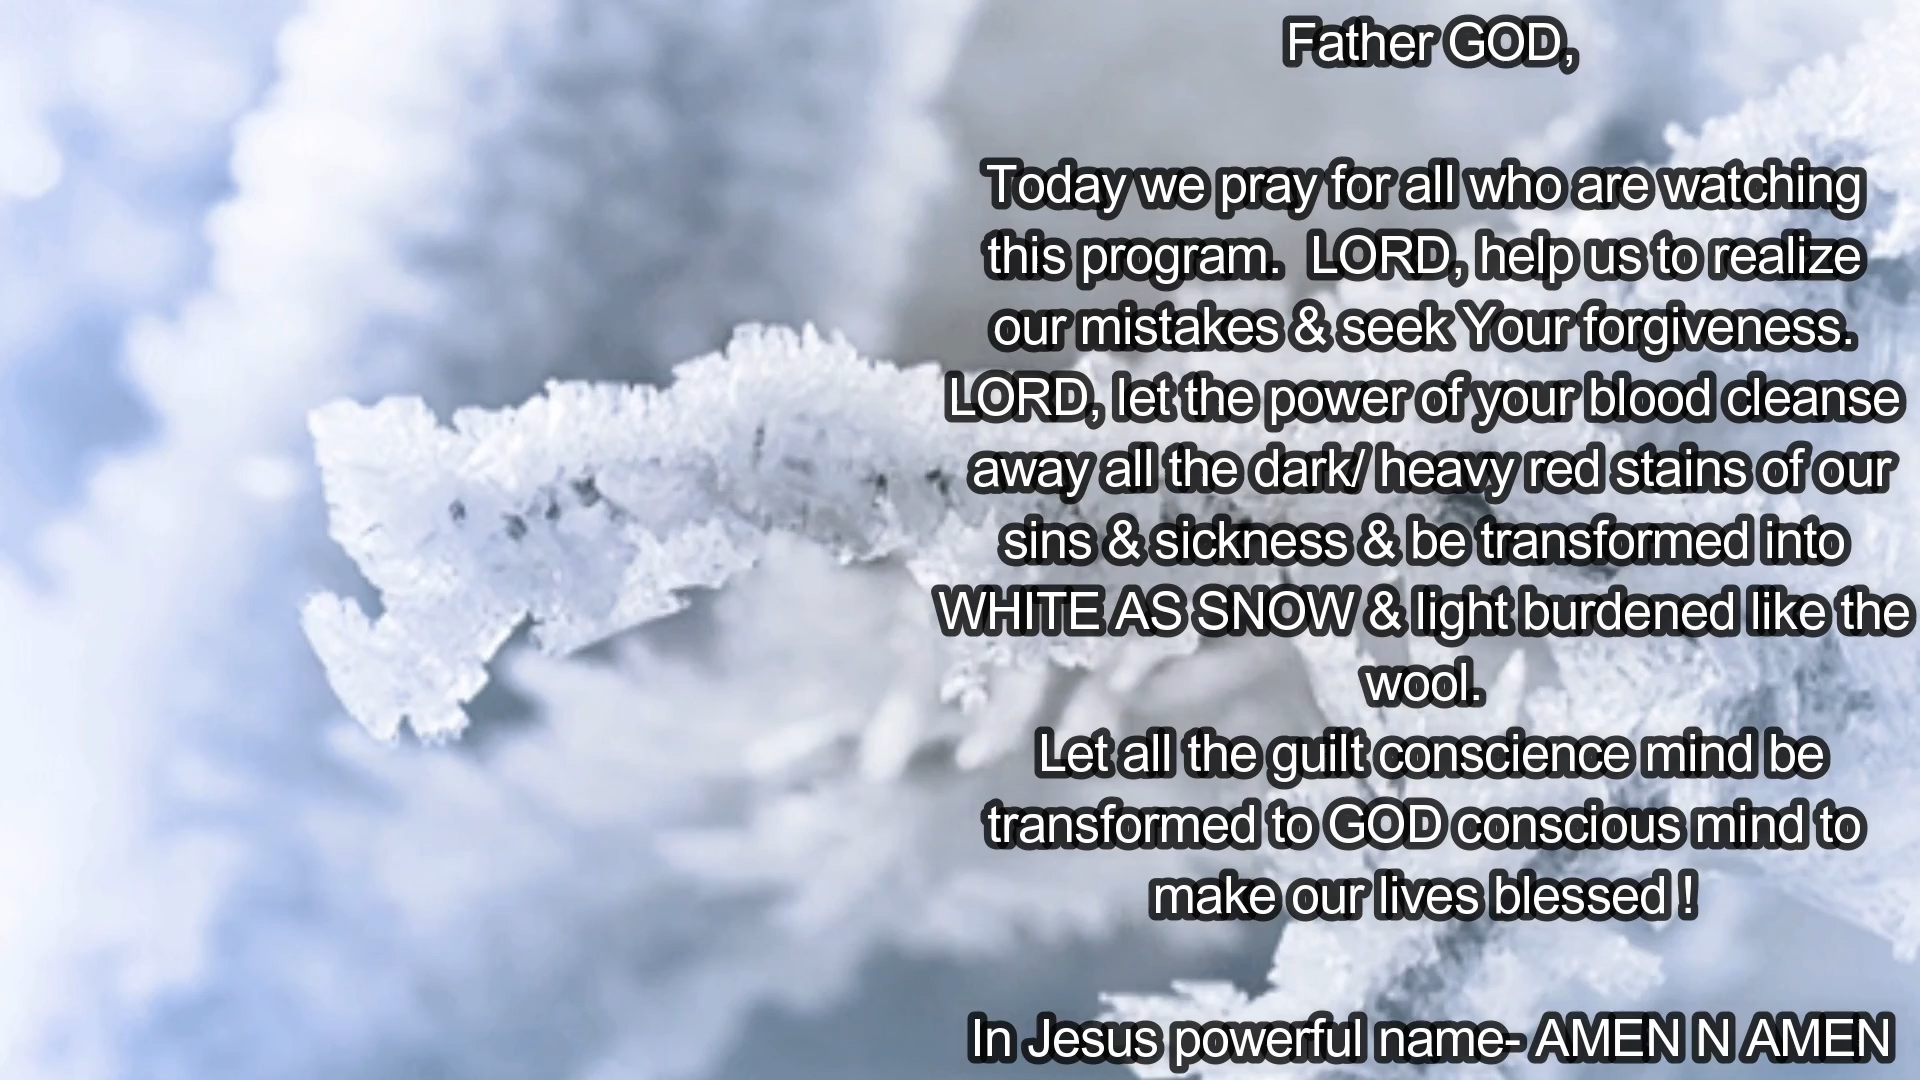 Father GOD,
Today we pray for all who are watching
this program.  LORD, help us to realize
our mistakes & seek Your forgiveness.
LORD, let the power of your blood cleanse
away all the dark/ heavy red stains of our
sins & sickness & be transformed into
WHITE AS SNOW & light burdened like the
wool.
Let all the guilt conscience mind be
transformed to GOD conscious mind to
make our lives blessed !
In Jesus powerful name- AMEN N AMEN